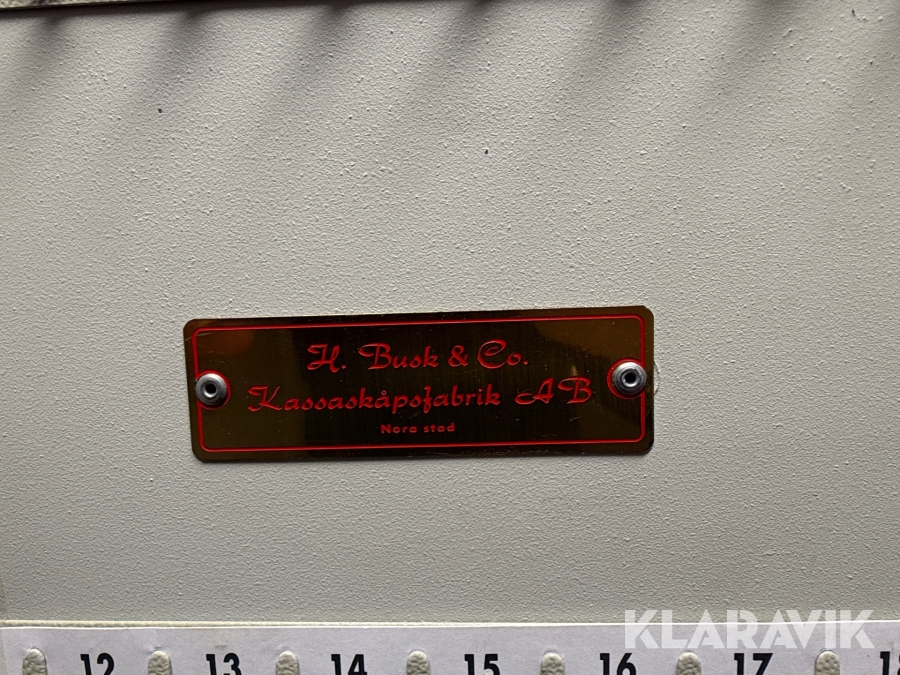 H. Busk & Co.
Kassaskåpsfabrik AB
Nora stad
KLARAVIK
12 13 14 15 16 17 18